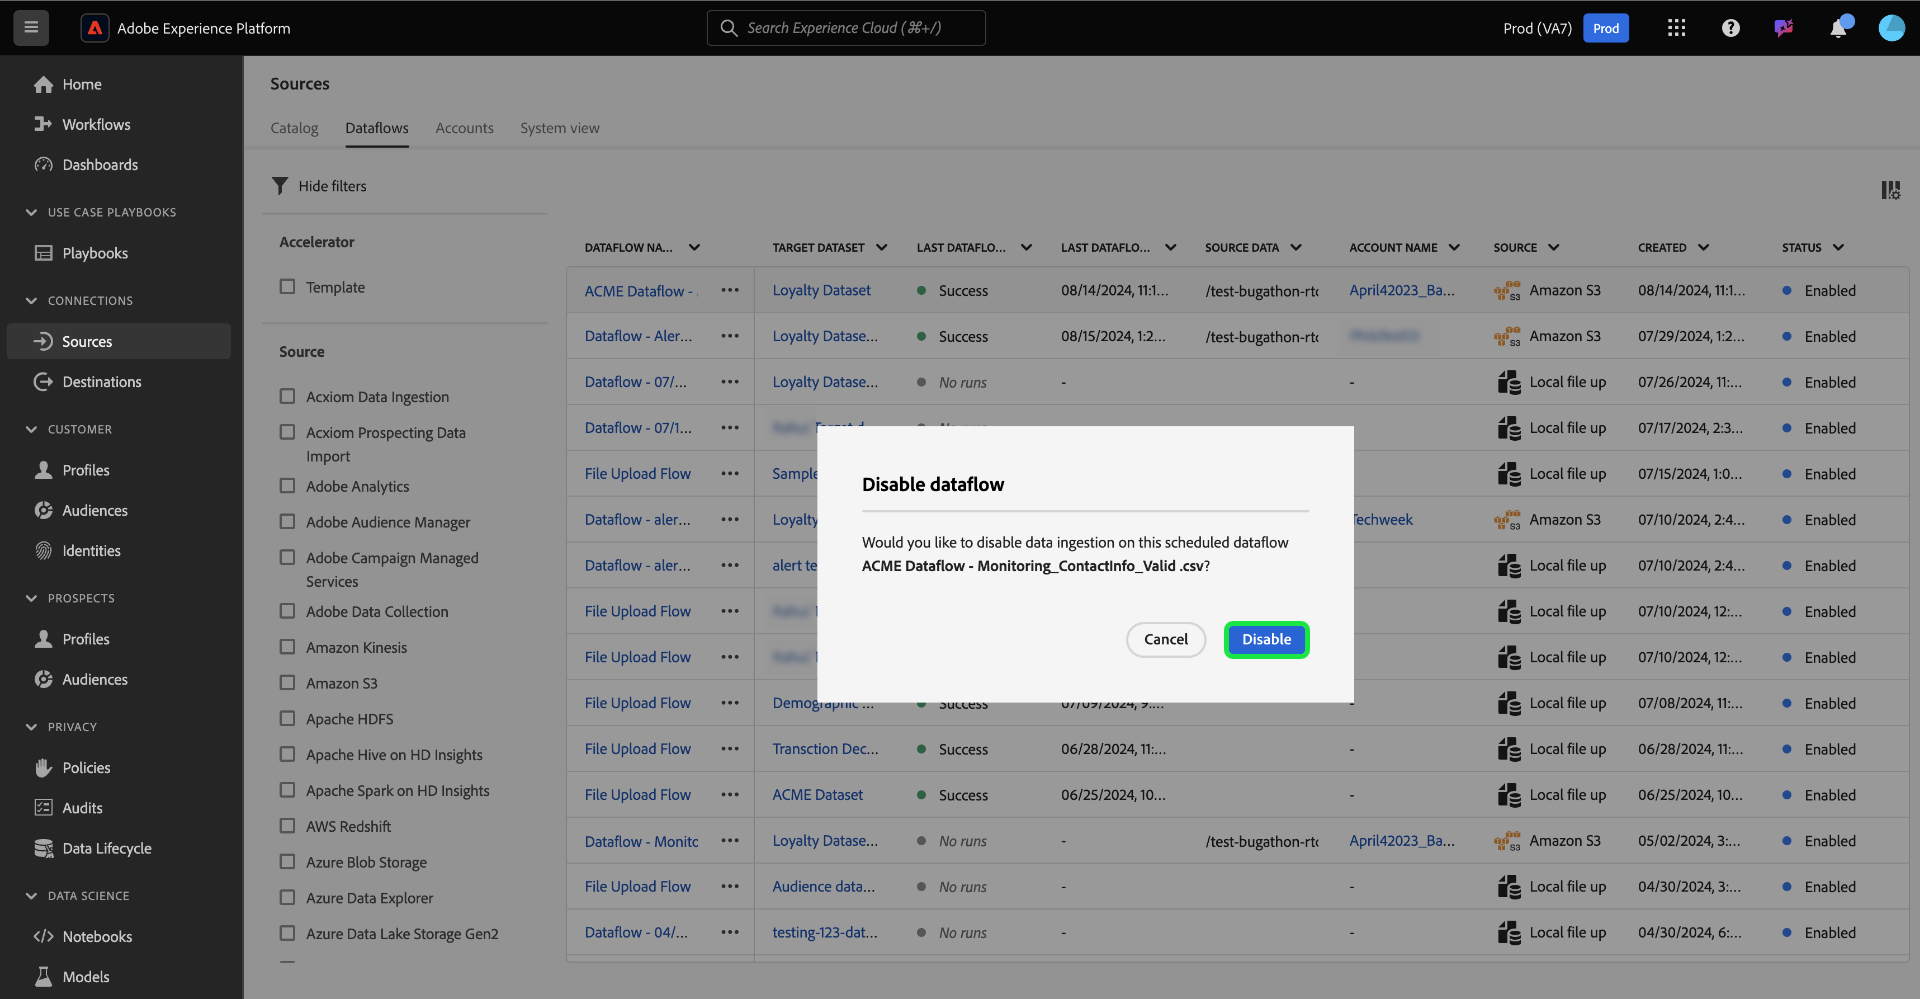 Adobe Experience Platform
Search Experience Cloud (⌘+/)
Prod (VA7)
Prod
Home
Workflows
Dashboards
USE CASE PLAYBOOKS
Playbooks
CONNECTIONS
Sources
Destinations
CUSTOMER
Profiles
Audiences
Identities
PROSPECTS
Profiles
Audiences
PRIVACY
Policies
Audits
Data Lifecycle
DATA SCIENCE
Notebooks
Models
Sources
Catalog Dataflows Accounts System view
Hide filters
Accelerator
Template
Source
Acxiom Data Ingestion
Acxiom Prospecting Data
Import
Adobe Analytics
Adobe Audience Manager
Adobe Campaign Managed
Services
Adobe Data Collection
Amazon Kinesis
Amazon S3
Apache HDFS
Apache Hive on HD Insights
Apache Spark on HD Insights
AWS Redshift
Azure Blob Storage
Azure Data Explorer
Azure Data Lake Storage Gen2
DATAFLOW NA... TARGET DATASET LAST DATAFLO... LAST DATAFLO... SOURCE DATA ACCOUNT NAME SOURCE CREATED STATUS
ACME Dataflow - ... Loyalty Dataset Success 08/14/2024, 11:1... /test-bugathon-rtc April42023_Ba... S3 Amazon S3 08/14/2024, 11:1... Enabled
Dataflow - Aler... ... Loyalty Datase... Success 08/15/2024, 1:2... /test-bugathon-rtc S3 Amazon S3 07/29/2024, 1:2... Enabled
Dataflow - 07/... ... Loyalty Datase... No runs - - Local file up 07/26/2024, 11:... Enabled
Dataflow - 07/1... ... Target d No runs Local file up 07/17/2024, 2:3... Enabled
File Upload Flow ... Sample Local file up 07/15/2024, 1:0... Enabled
Dataflow - aler... ... Loyalty Techweek S3 Amazon S3 07/10/2024, 2:4... Enabled
Dataflow - aler... ... alert te Local file up 07/10/2024, 2:4... Enabled
File Upload Flow ... Local file up 07/10/2024, 12:... Enabled
File Upload Flow ... Local file up 07/10/2024, 12:... Enabled
File Upload Flow ... Demographic ... Success 07/09/2024, 9:... - Local file up 07/08/2024, 11:... Enabled
File Upload Flow ... Transction Dec... Success 06/28/2024, 11:... - Local file up 06/28/2024, 11:... Enabled
File Upload Flow ... ACME Dataset Success 06/25/2024, 10... - Local file up 06/25/2024, 10... Enabled
Dataflow - Monitc ... Loyalty Datase... No runs - /test-bugathon-rtc April42023_Ba... S3 Amazon S3 05/02/2024, 3:... Enabled
File Upload Flow ... Audience data... No runs - - Local file up 04/30/2024, 3:... Enabled
Dataflow - 04/... ... testing-123-dat... No runs - - Local file up 04/30/2024, 6:... Enabled
Disable dataflow
Would you like to disable data ingestion on this scheduled dataflow
ACME Dataflow - Monitoring_ContactInfo_Valid .csv?
Cancel Disable